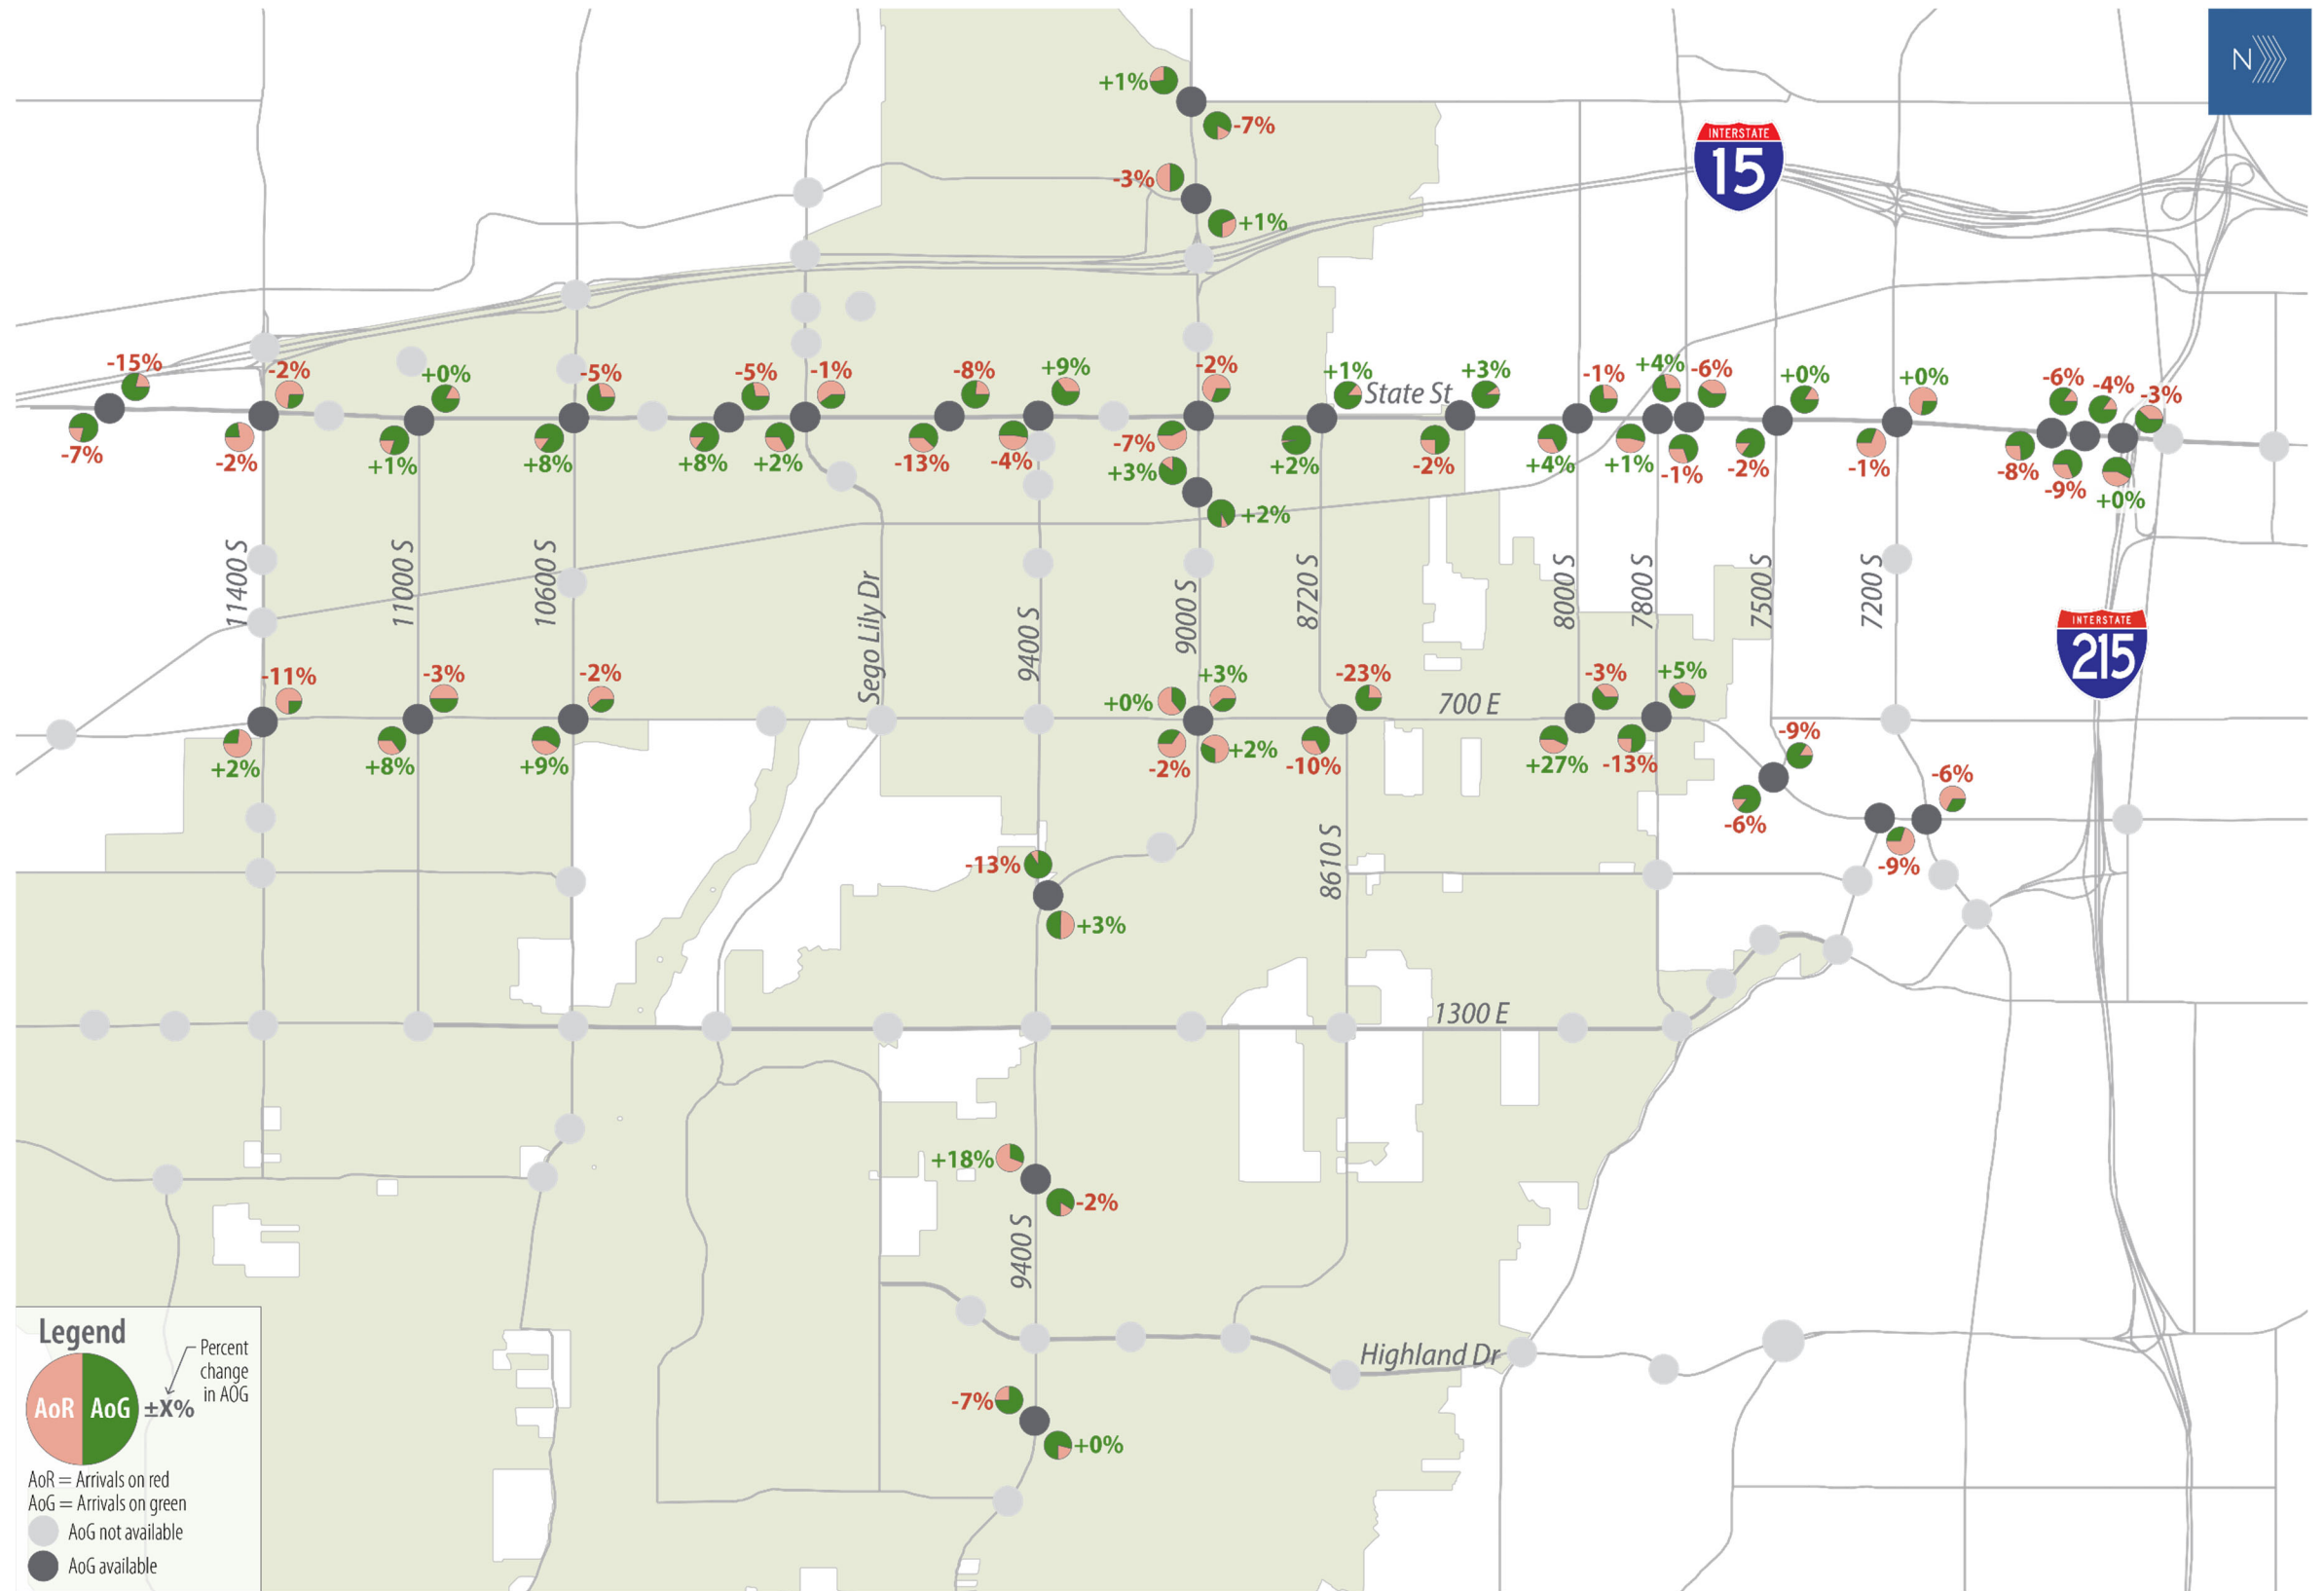 N
+1%
-7%
-3%
+1%
INTERSTATE
15
-15%
-2%
+0%
-5%
-5%
-1%
-8%
+9%
-2%
+1%
State St
+3%
-1%
+4%
-6%
+0%
+0%
-6%
-4%
-3%
-7%
-2%
+1%
+8%
+8%
+2%
-13%
-4%
-7%
+3%
+2%
+2%
-2%
+4%
+1%
-1%
-2%
-1%
-8%
-9%
+0%
11400 S
11000 S
10600 S
Sego Lily Dr
9400 S
9000 S
8720 S
8000 S
7800 S
7500 S
7200 S
INTERSTATE
215
-11%
-3%
-2%
+0%
+3%
-23%
700 E
-3%
+5%
+2%
+8%
+9%
-2%
+2%
-10%
+27%
-13%
-9%
-6%
-6%
-9%
8610 S
-13%
+3%
1300 E
+18%
-2%
9400 S
Highland Dr
-7%
+0%
Legend
Percent
change
in AOG
AoR AoG ±X%
AoR = Arrivals on red
AoG = Arrivals on green
AoG not available
AoG available